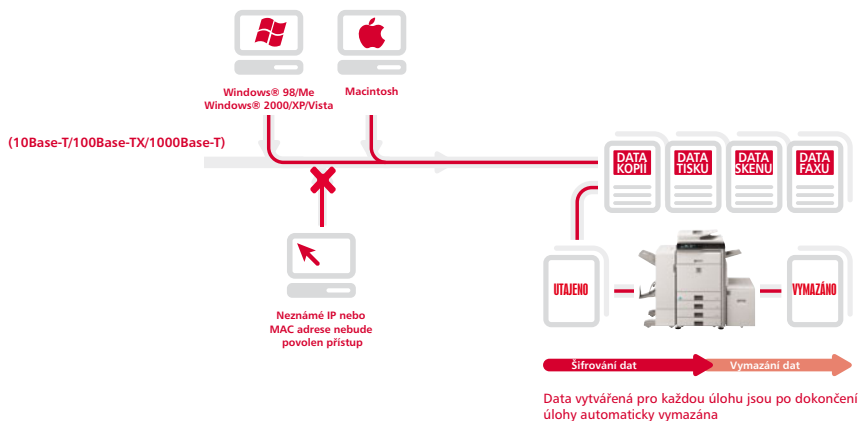 Windows® 98/Me
Windows® 2000/XP/Vista
Macintosh
(10Base-T/100Base-TX/1000Base-T)
DATA
KOPIÍ
DATA
TISKU
DATA
SKENU
DATA
FAXU
Neznámé IP nebo
MAC adrese nebude
povolen přístup
UTAJENO
VYMAZÁNO
Šifrování dat
Vymazání dat
Data vytvářená pro každou úlohu jsou po dokončení
úlohy automaticky vymazána